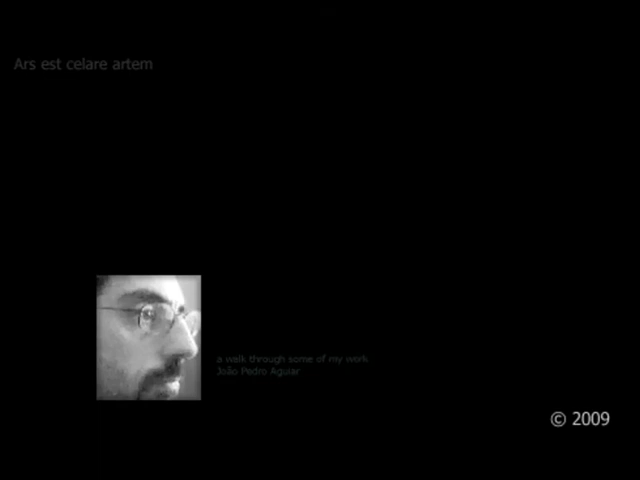 Ars est celare artem
a walk through some of my work
João Pedro Aguiar
© 2009